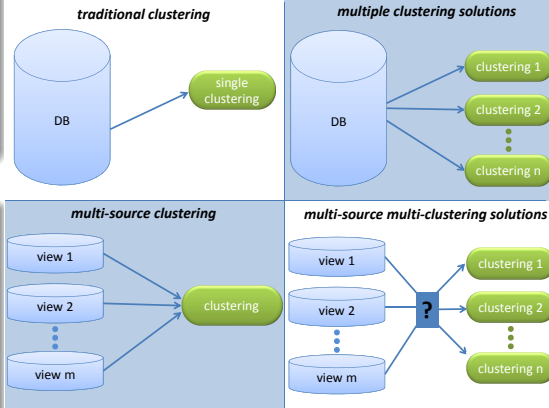 traditional clustering
DB
single
clustering
multiple clustering solutions
DB
clustering 1
clustering 2
clustering n
multi-source clustering
view 1
view 2
view m
clustering
multi-source multi-clustering solutions
view 1
view 2
view m
?
clustering 1
clustering 2
clustering n